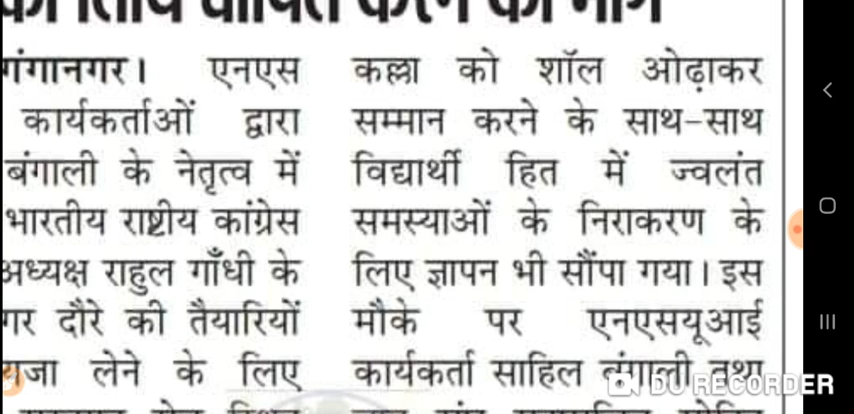 गंगानगर। एनएस
कार्यकर्ताओं द्वारा
बंगाली के नेतृत्व में
भारतीय राष्ट्रीय कांग्रेस
अध्यक्ष राहुल गाँधी के
गर दौरे की तैयारियों
यजा लेने के लिए
कल्ला को शॉल ओढ़ाकर
सम्मान करने के साथ-साथ
विद्यार्थी हित में ज्वलंत
समस्याओं के निराकरण के
लिए ज्ञापन भी सौंपा गया। इस
मौके पर एनएसयूआई
कार्यकर्ता साहिल बंगाली तथा
DU RECORDER